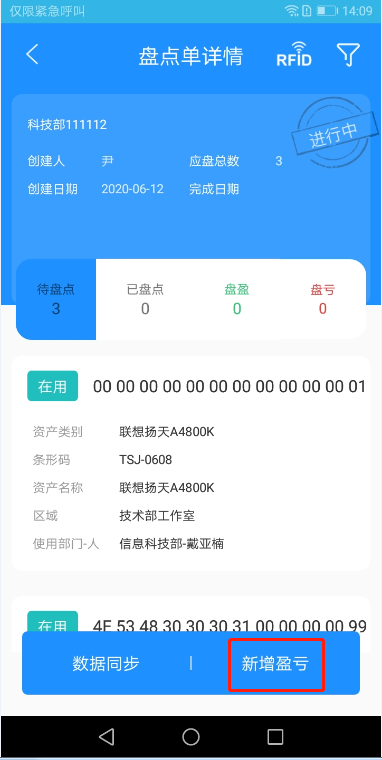 仅限紧急呼叫 14:09
盘点单详情 RFID
科技部111112
进行中
创建人 尹 应盘总数 3
创建日期 2020-06-12 完成日期
待盘点 已盘点 盘盈 盘亏
3 0 0 0
在用 00 00 00 00 00 00 00 00 00 00 00 01
资产类别 联想扬天A4800K
条形码 TSJ-0608
资产名称 联想扬天A4800K
区域 技术部工作室
使用部门-人 信息科技部-戴亚楠
在用 4E 53 48 30 30 30 31 00 00 00 00 99
数据同步 | 新增盈亏